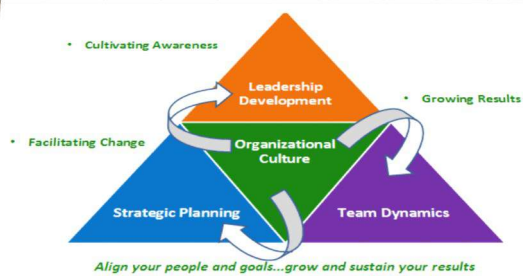 • Cultivating Awareness
Leadership
Development
• Growing Results
• Facilitating Change
Organizational
Culture
Strategic Planning
Team Dynamics
Align your people and goals...grow and sustain your results